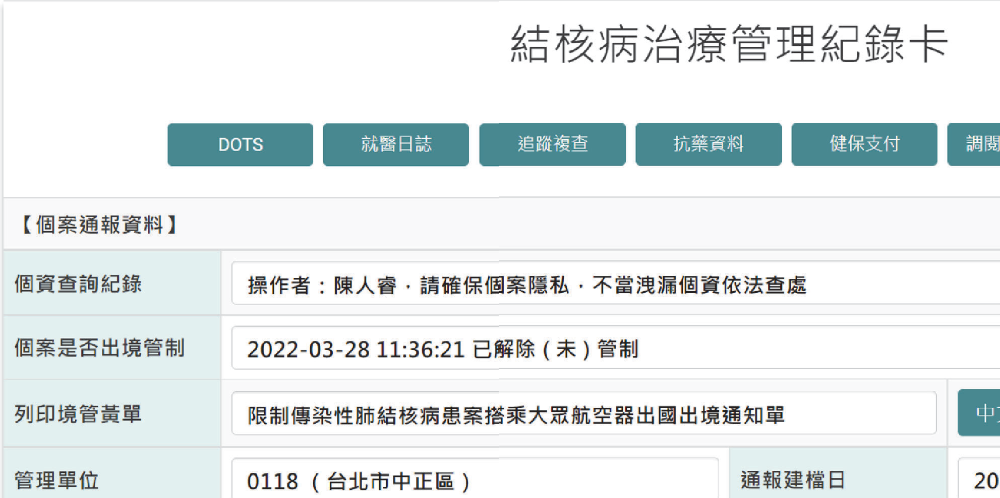 結核病治療管理紀錄卡
DOTS 就醫日誌 追蹤複查 抗藥資料 健保支付 調閱
【個案通報資料】
個資查詢紀錄 操作者：陳人睿，請確保個案隱私，不當洩漏個資依法查處
個案是否出境管制 2022-03-28 11:36:21 已解除（未）管制
列印境管黃單 限制傳染性肺結核病患案搭乘大眾航空器出國出境通知單 中
管理單位 0118（台北市中正區） 通報建檔日 20